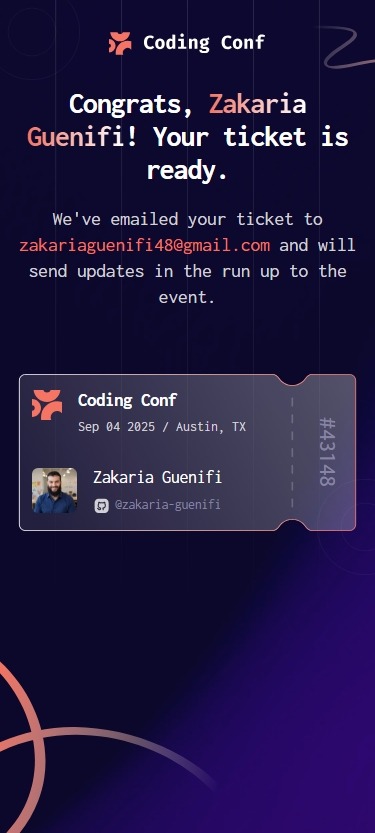 Coding Conf
Congrats, Zakaria
Guenifi! Your ticket is
ready.
We've emailed your ticket to
zakariaguenifi48@gmail.com and will
send updates in the run up to the
event.
Coding Conf
Sep 04 2025 / Austin, TX
#43148
Zakaria Guenifi
@zakaria-guenifi